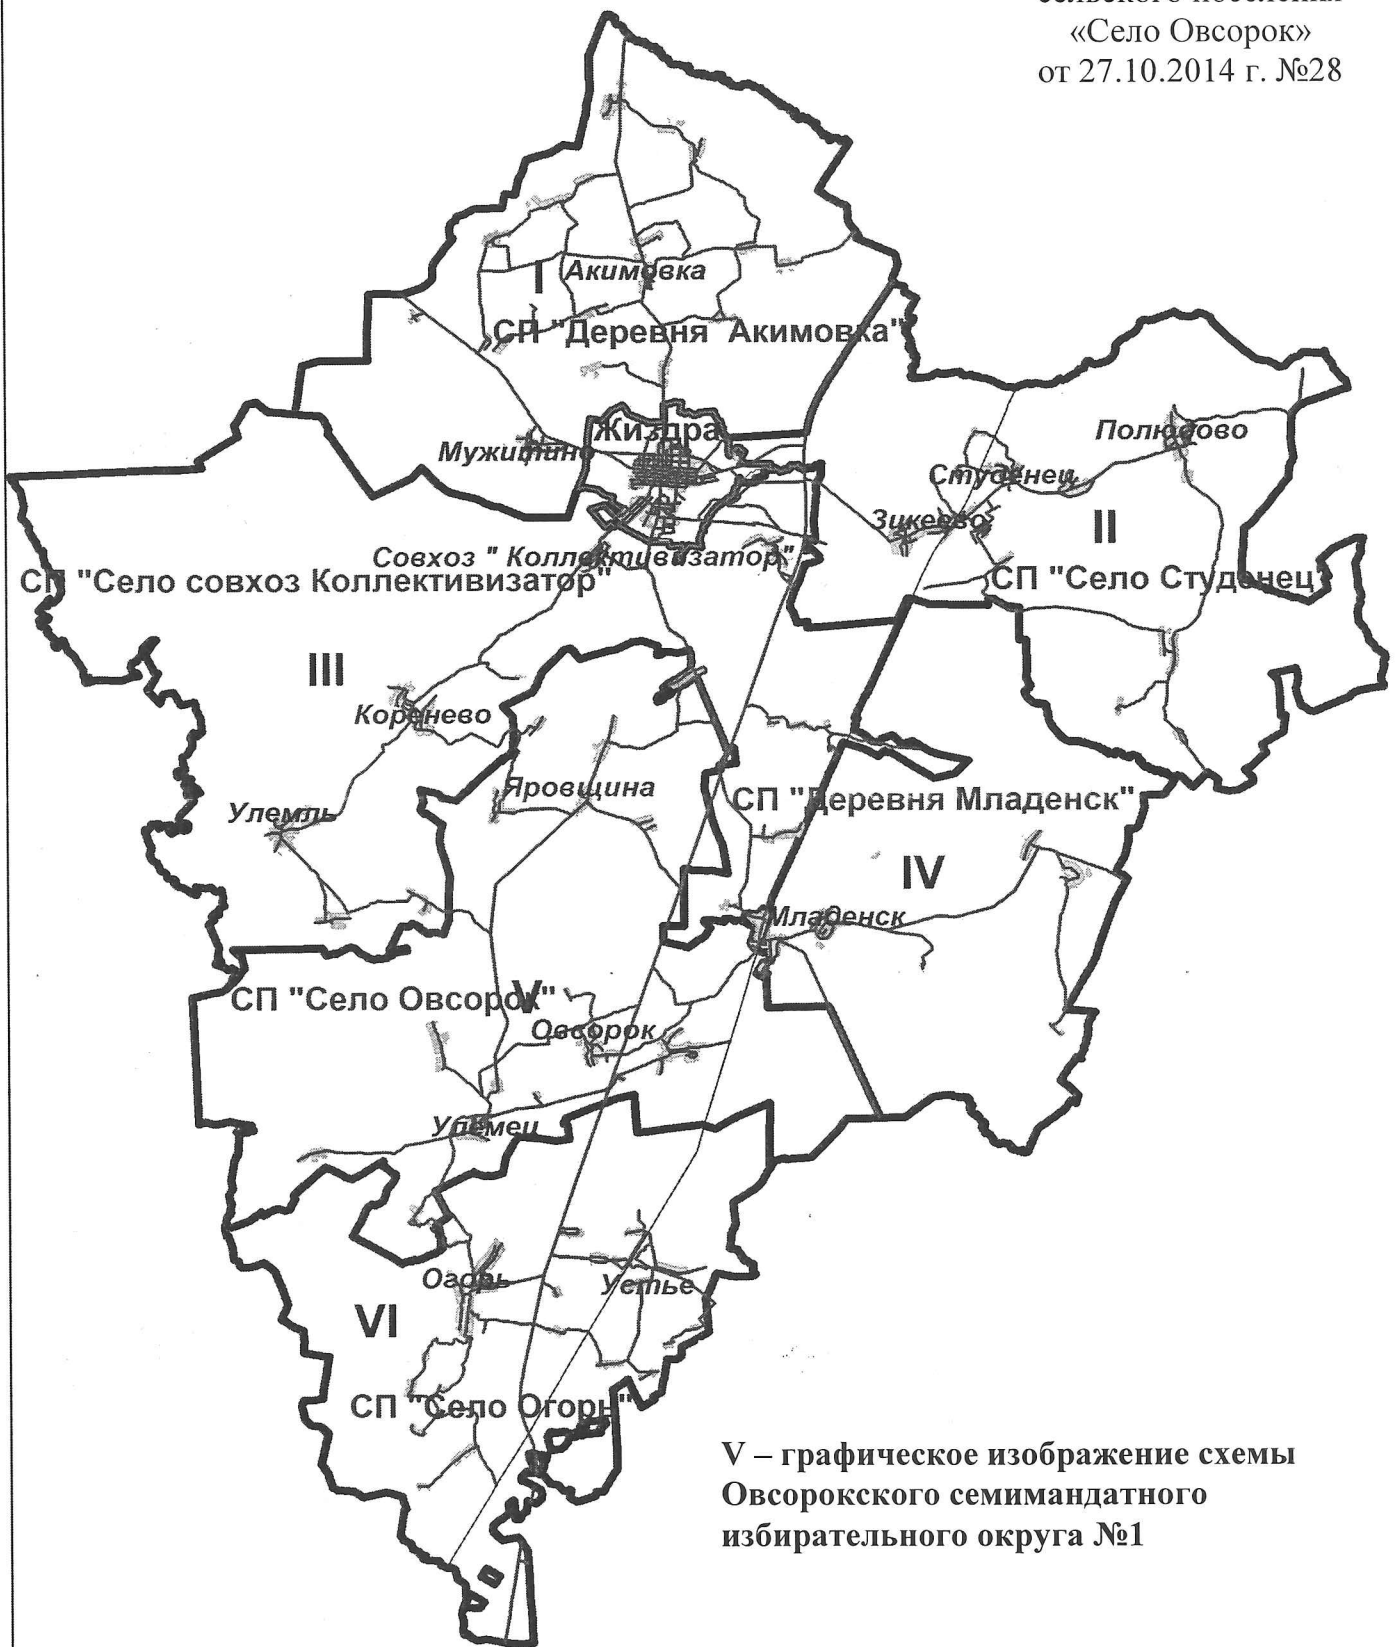 сельского поселения
«Село Овсорок»
от 27.10.2014 г. №28
I
Акимовка
СП "Деревня Акимовка"
Жиздра
Мужитино
Полюдово
Студенец
Зикеево
II
Совхоз " Коллективизатор"
СП "Село совхоз Коллективизатор"
СП "Село Студенец"
III
Коренево
Яровщина
СП "Деревня Младенск"
Улемль
IV
Младенск
СП "Село Овсорок"
V
Овсорок
Улемец
Огорь
Устье
VI
СП "Село Огорь"
V – графическое изображение схемы
Овсорокского семимандатного
избирательного округа №1